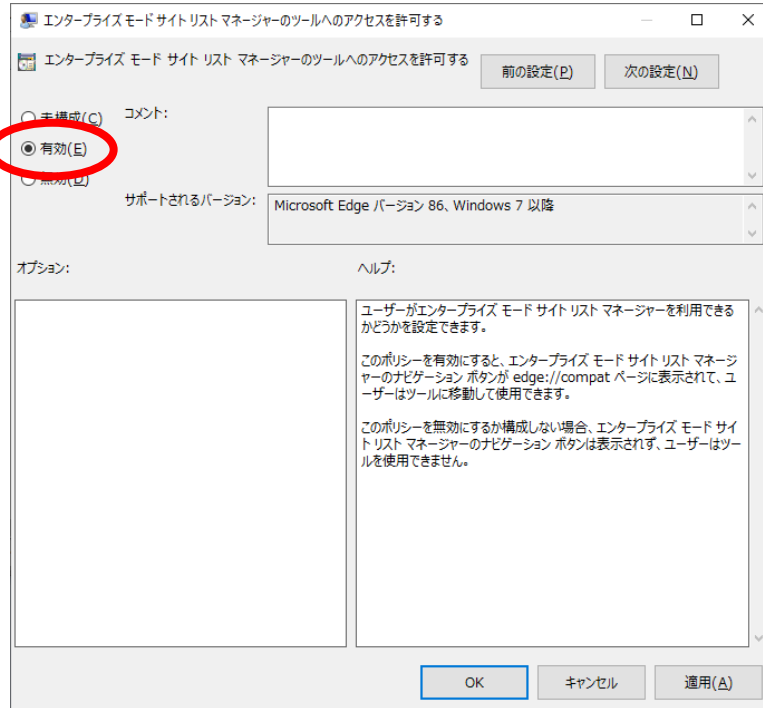 エンタープライズ モード サイト リスト マネージャーのツールへのアクセスを許可する
エンタープライズ モード サイト リスト マネージャーのツールへのアクセスを許可する
前の設定(P)
次の設定(N)
未構成(C)
コメント:
有効(E)
無効(D)
サポートされるバージョン:
Microsoft Edge バージョン 86、Windows 7 以降
オプション:
ヘルプ:
ユーザーがエンタープライズ モード サイト リスト マネージャーを利用できる
かどうかを設定できます。
このポリシーを有効にすると、エンタープライズ モード サイト リスト マネージ
ャーのナビゲーション ボタンが edge://compat ページに表示されて、ユ
ーザーはツールに移動して使用できます。
このポリシーを無効にするか構成しない場合、エンタープライズ モード サイ
ト リスト マネージャーのナビゲーション ボタンは表示されず、ユーザーはツー
ルを使用できません。
OK
キャンセル
適用(A)